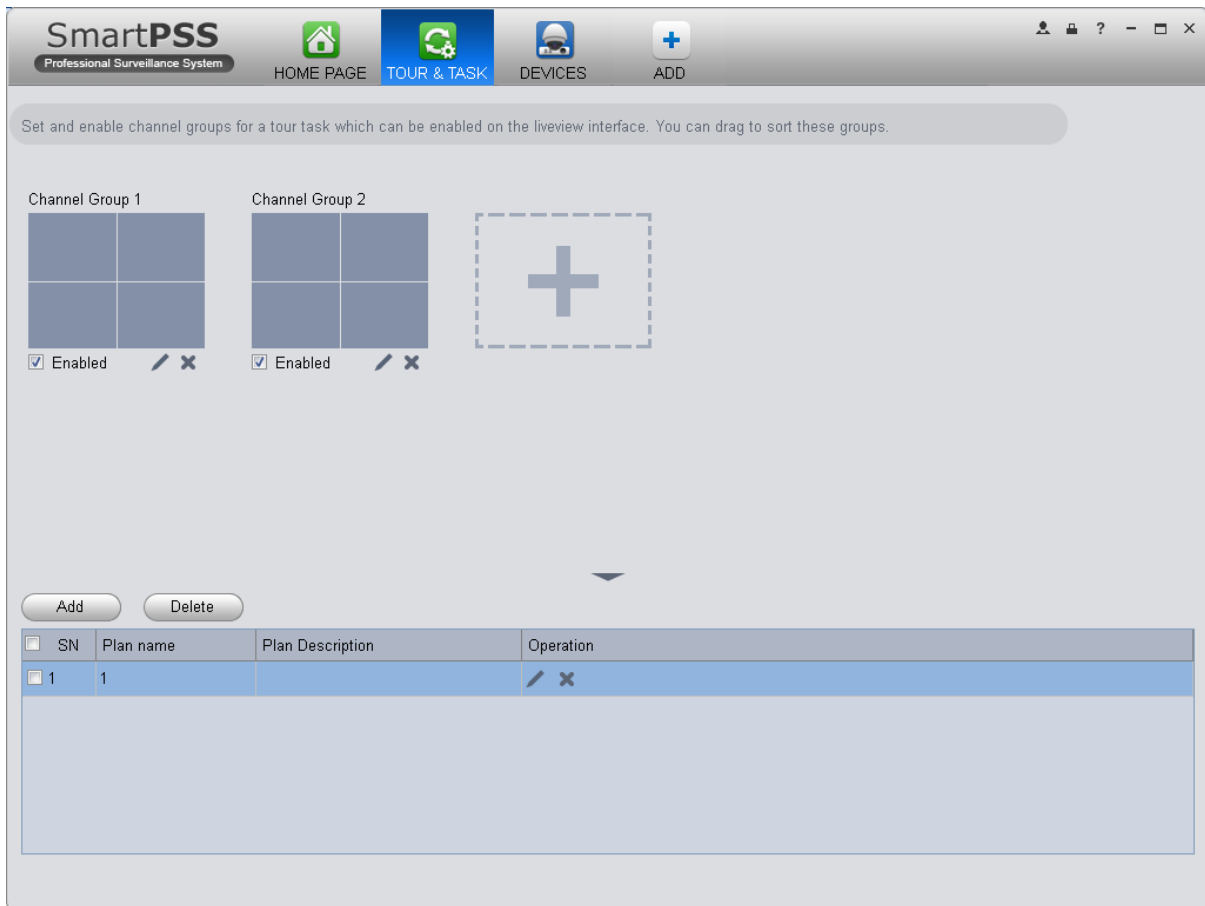 SmartPSS
Professional Surveillance System
HOME PAGE
TOUR & TASK
DEVICES
ADD
?
Set and enable channel groups for a tour task which can be enabled on the liveview interface. You can drag to sort these groups.
Channel Group 1
Channel Group 2
Enabled
Enabled
Add
Delete
SN Plan name Plan Description Operation
1 1